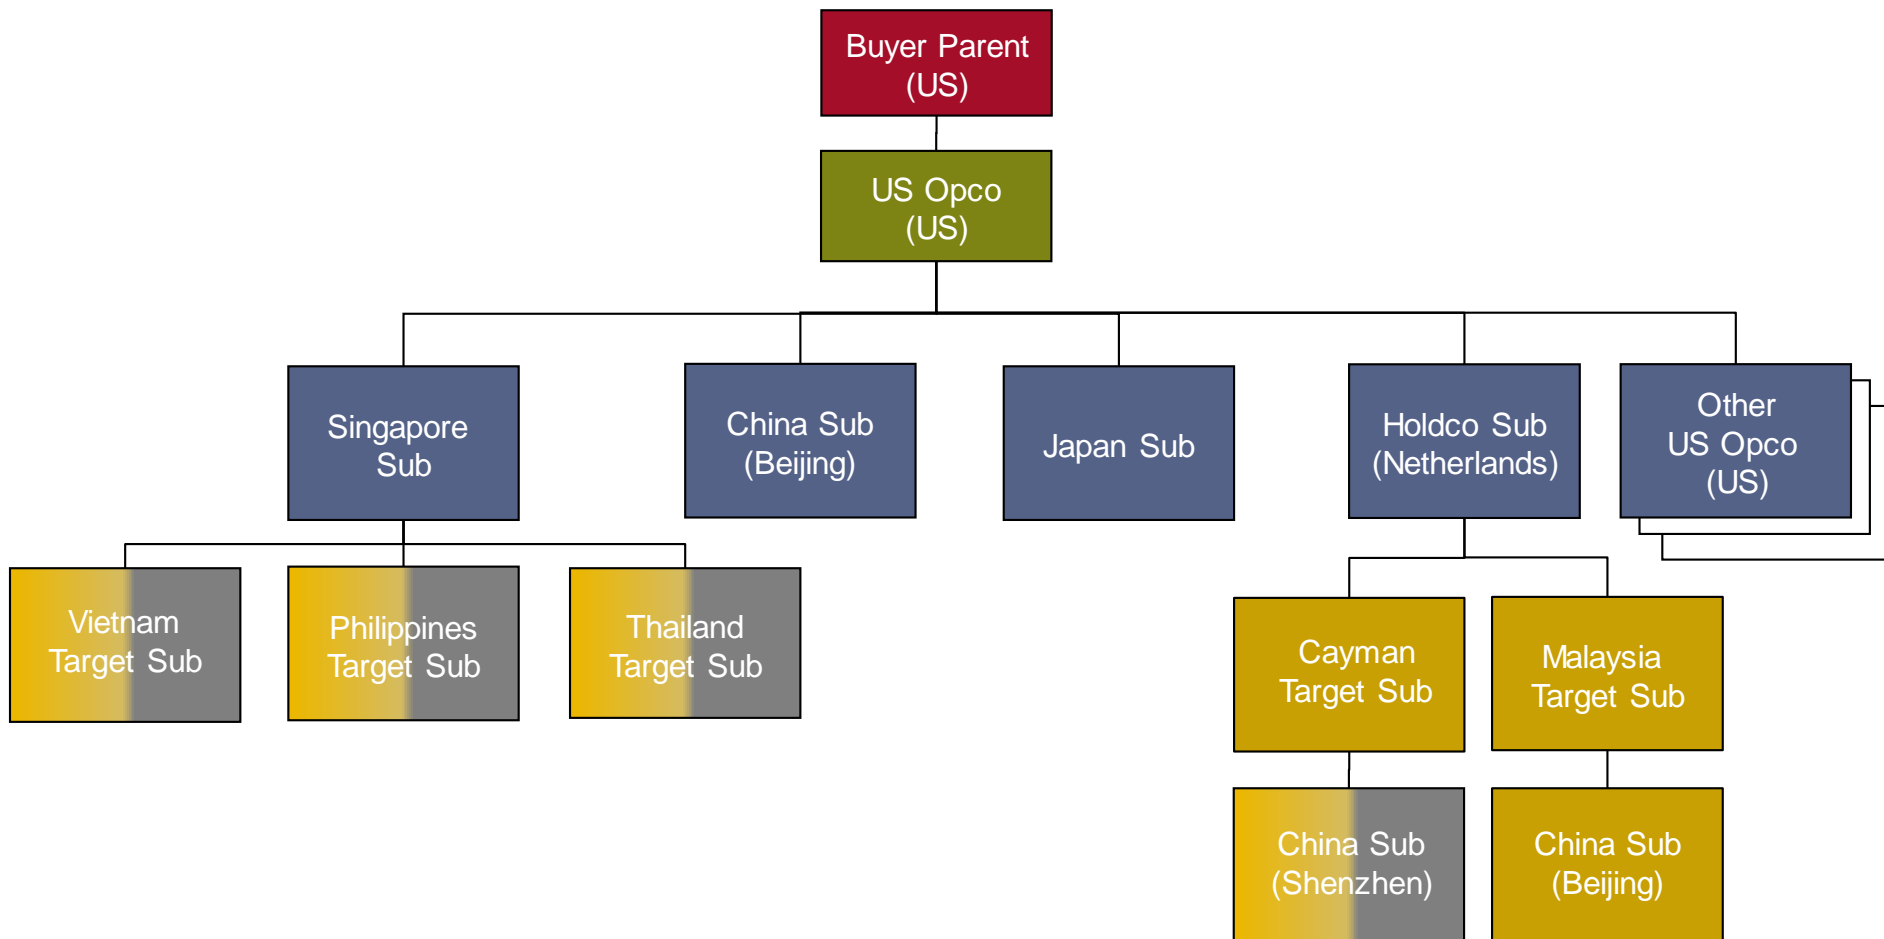 Buyer Parent
(US)
US Opco
(US)
Singapore
Sub
China Sub
(Beijing)
Japan Sub
Holdco Sub
(Netherlands)
Other
US Opco
(US)
Vietnam
Target Sub
Philippines
Target Sub
Thailand
Target Sub
Cayman
Target Sub
Malaysia
Target Sub
China Sub
(Shenzhen)
China Sub
(Beijing)